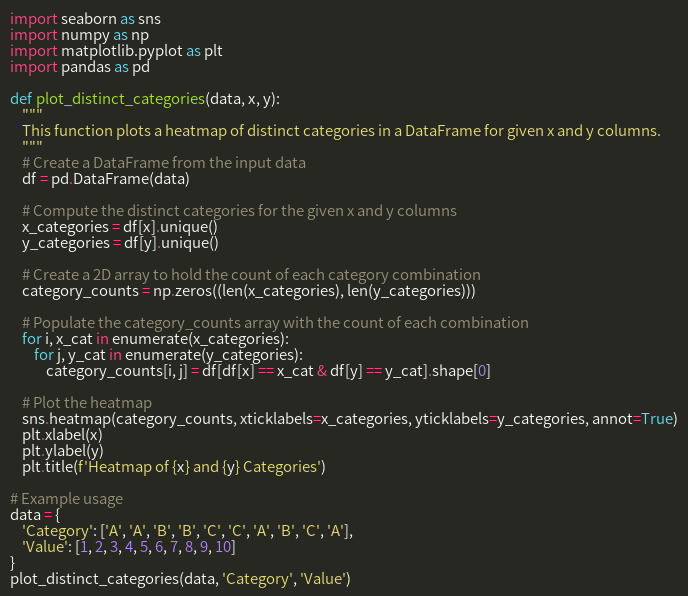 import seaborn as sns
import numpy as np
import matplotlib.pyplot as plt
import pandas as pd

def plot_distinct_categories(data, x, y):
    """
    This function plots a heatmap of distinct categories in a DataFrame for given x and y columns.
    """
    # Create a DataFrame from the input data
    df = pd.DataFrame(data)

    # Compute the distinct categories for the given x and y columns
    x_categories = df[x].unique()
    y_categories = df[y].unique()

    # Create a 2D array to hold the count of each category combination
    category_counts = np.zeros((len(x_categories), len(y_categories)))

    # Populate the category_counts array with the count of each combination
    for i, x_cat in enumerate(x_categories):
        for j, y_cat in enumerate(y_categories):
            category_counts[i, j] = df[df[x] == x_cat & df[y] == y_cat].shape[0]

    # Plot the heatmap
    sns.heatmap(category_counts, xticklabels=x_categories, yticklabels=y_categories, annot=True)
    plt.xlabel(x)
    plt.ylabel(y)
    plt.title(f'Heatmap of {x} and {y} Categories')

# Example usage
data = {
    'Category': ['A', 'A', 'B', 'B', 'C', 'C', 'A', 'B', 'C', 'A'],
    'Value': [1, 2, 3, 4, 5, 6, 7, 8, 9, 10]
}
plot_distinct_categories(data, 'Category', 'Value')